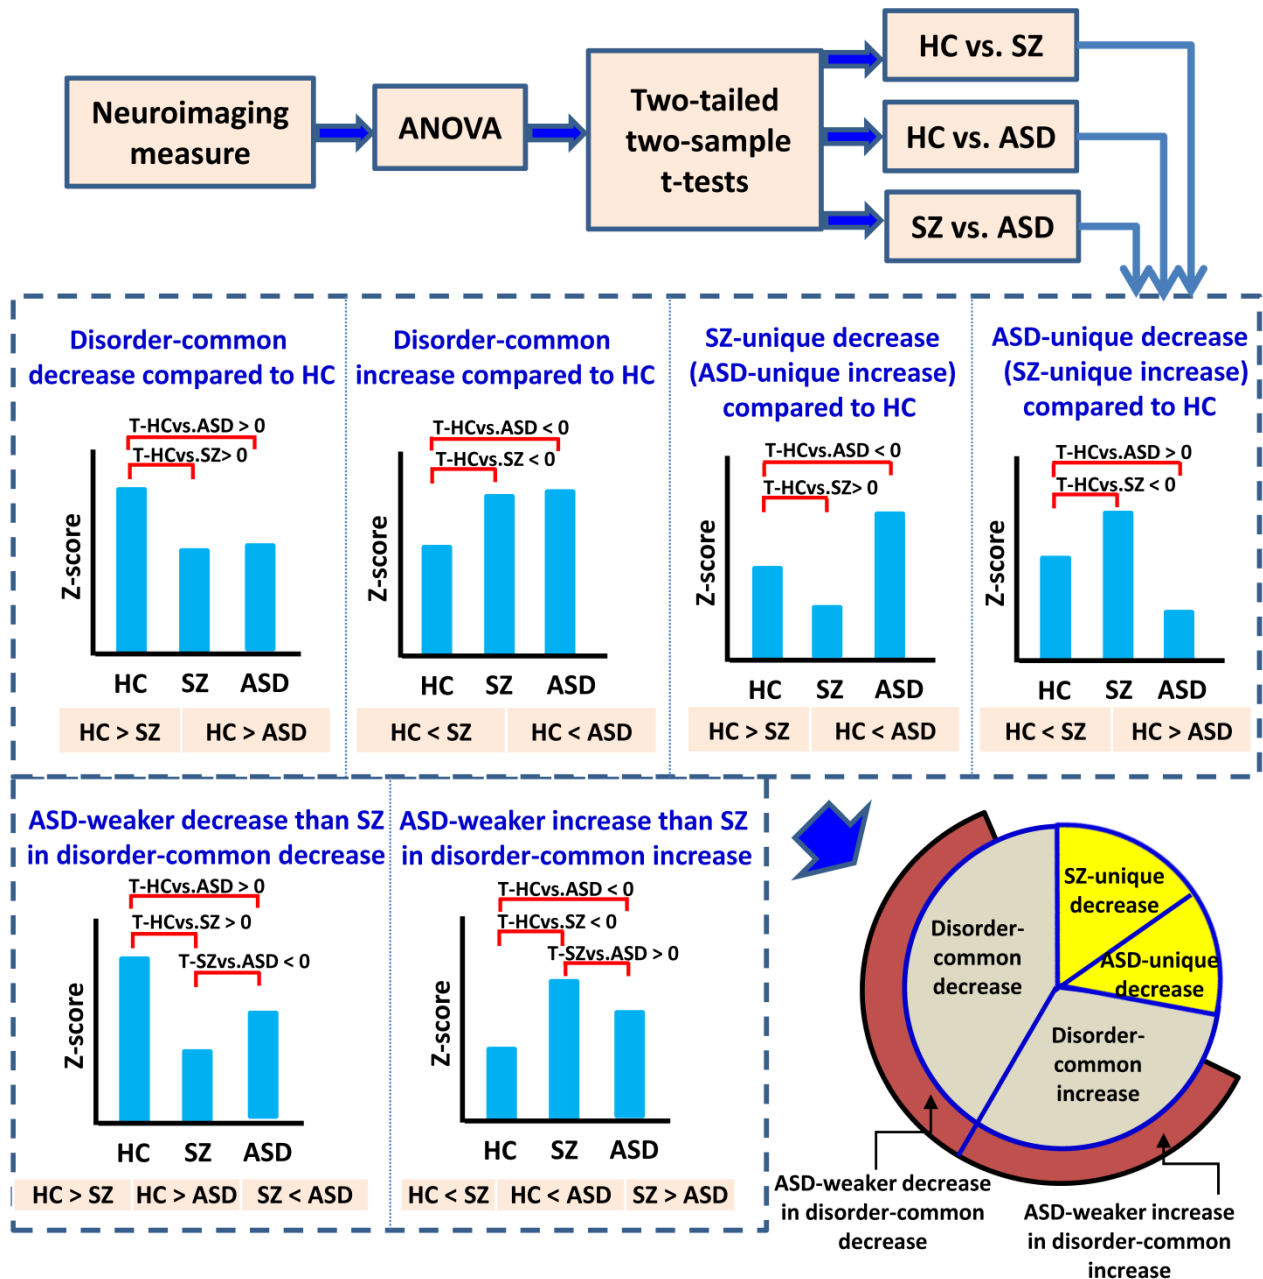 Neuroimaging
measure
ANOVA
Two-tailed
two-sample
t-tests
HC vs. SZ
HC vs. ASD
SZ vs. ASD
Disorder-common
decrease compared to HC
T-HCvs.ASD > 0
T-HCvs.SZ> 0
Z-score
HC SZ ASD
HC > SZ HC > ASD
Disorder-common
increase compared to HC
T-HCvs.ASD < 0
T-HCvs.SZ < 0
Z-score
HC SZ ASD
HC < SZ HC < ASD
SZ-unique decrease
(ASD-unique increase)
compared to HC
T-HCvs.ASD < 0
T-HCvs.SZ> 0
Z-score
HC SZ ASD
HC > SZ HC < ASD
ASD-unique decrease
(SZ-unique increase)
compared to HC
T-HCvs.ASD > 0
T-HCvs.SZ < 0
Z-score
HC SZ ASD
HC < SZ HC > ASD
ASD-weaker decrease than SZ
in disorder-common decrease
T-HCvs.ASD > 0
T-HCvs.SZ > 0
T-SZvs.ASD < 0
Z-score
HC SZ ASD
HC > SZ HC > ASD SZ < ASD
ASD-weaker increase than SZ
in disorder-common increase
T-HCvs.ASD < 0
T-HCvs.SZ < 0
T-SZvs.ASD > 0
Z-score
HC SZ ASD
HC < SZ HC < ASD SZ > ASD
SZ-unique
decrease
ASD-unique
decrease
Disorder-
common
decrease
Disorder-
common
increase
ASD-weaker decrease
in disorder-common
decrease
ASD-weaker increase
in disorder-common
increase